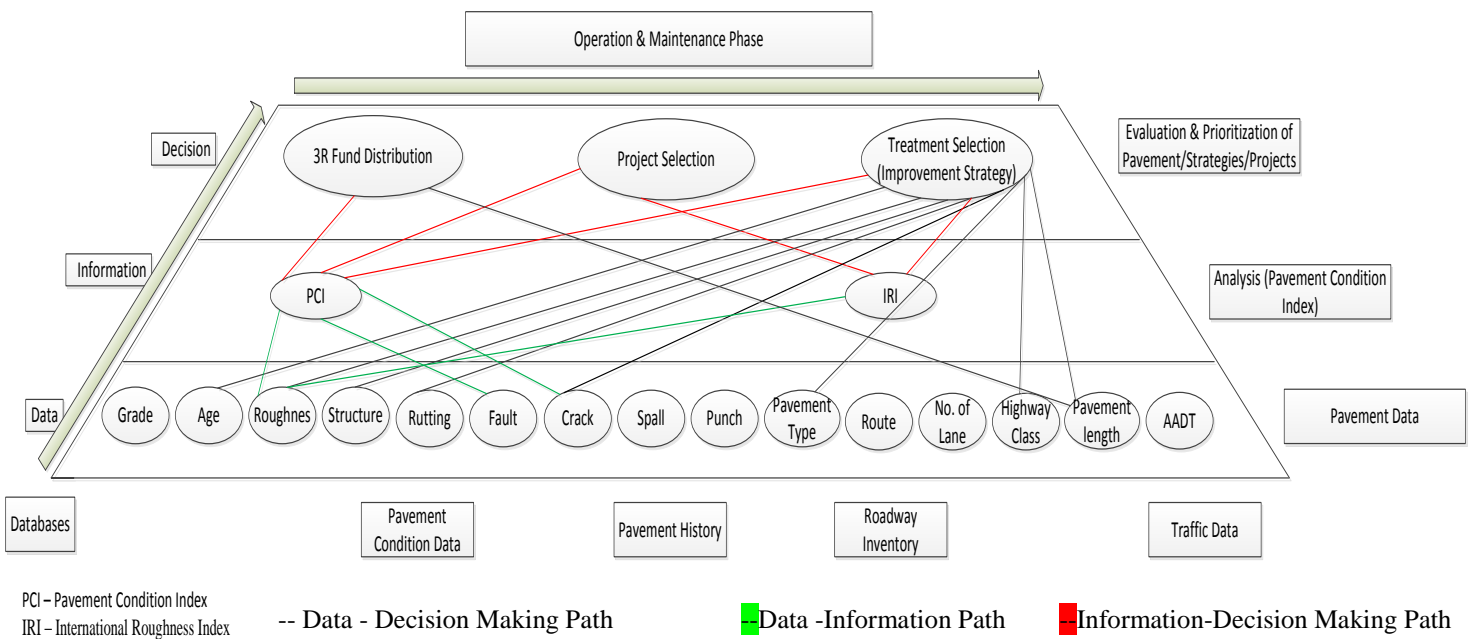 Operation & Maintenance Phase
Decision
3R Fund Distribution
Project Selection
Treatment Selection
(Improvement Strategy)
Evaluation & Prioritization of
Pavement/Strategies/Projects
Information
PCI
IRI
Analysis (Pavement Condition
Index)
Data
Grade
Age
Roughnes
Structure
Rutting
Fault
Crack
Spall
Punch
Pavement
Type
Route
No. of
Lane
Highway
Class
Pavement
length
AADT
Pavement Data
Databases
Pavement
Condition Data
Pavement History
Roadway
Inventory
Traffic Data
PCI – Pavement Condition Index
IRI – International Roughness Index
-- Data - Decision Making Path
--Data -Information Path
--Information-Decision Making Path